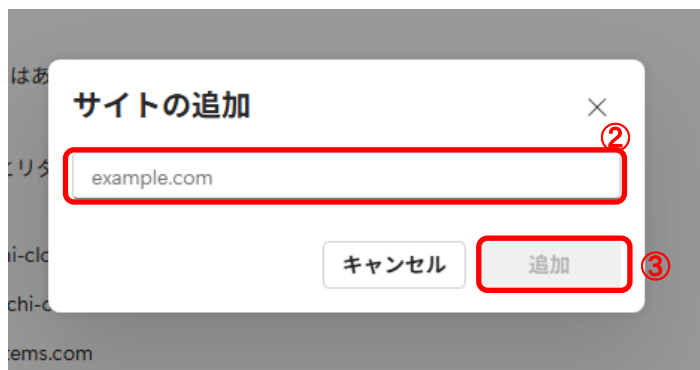 はあ
サイトの追加
②
とリタ
example.com
キャンセル
追加
③
hi-clo
chi-c
tems.com